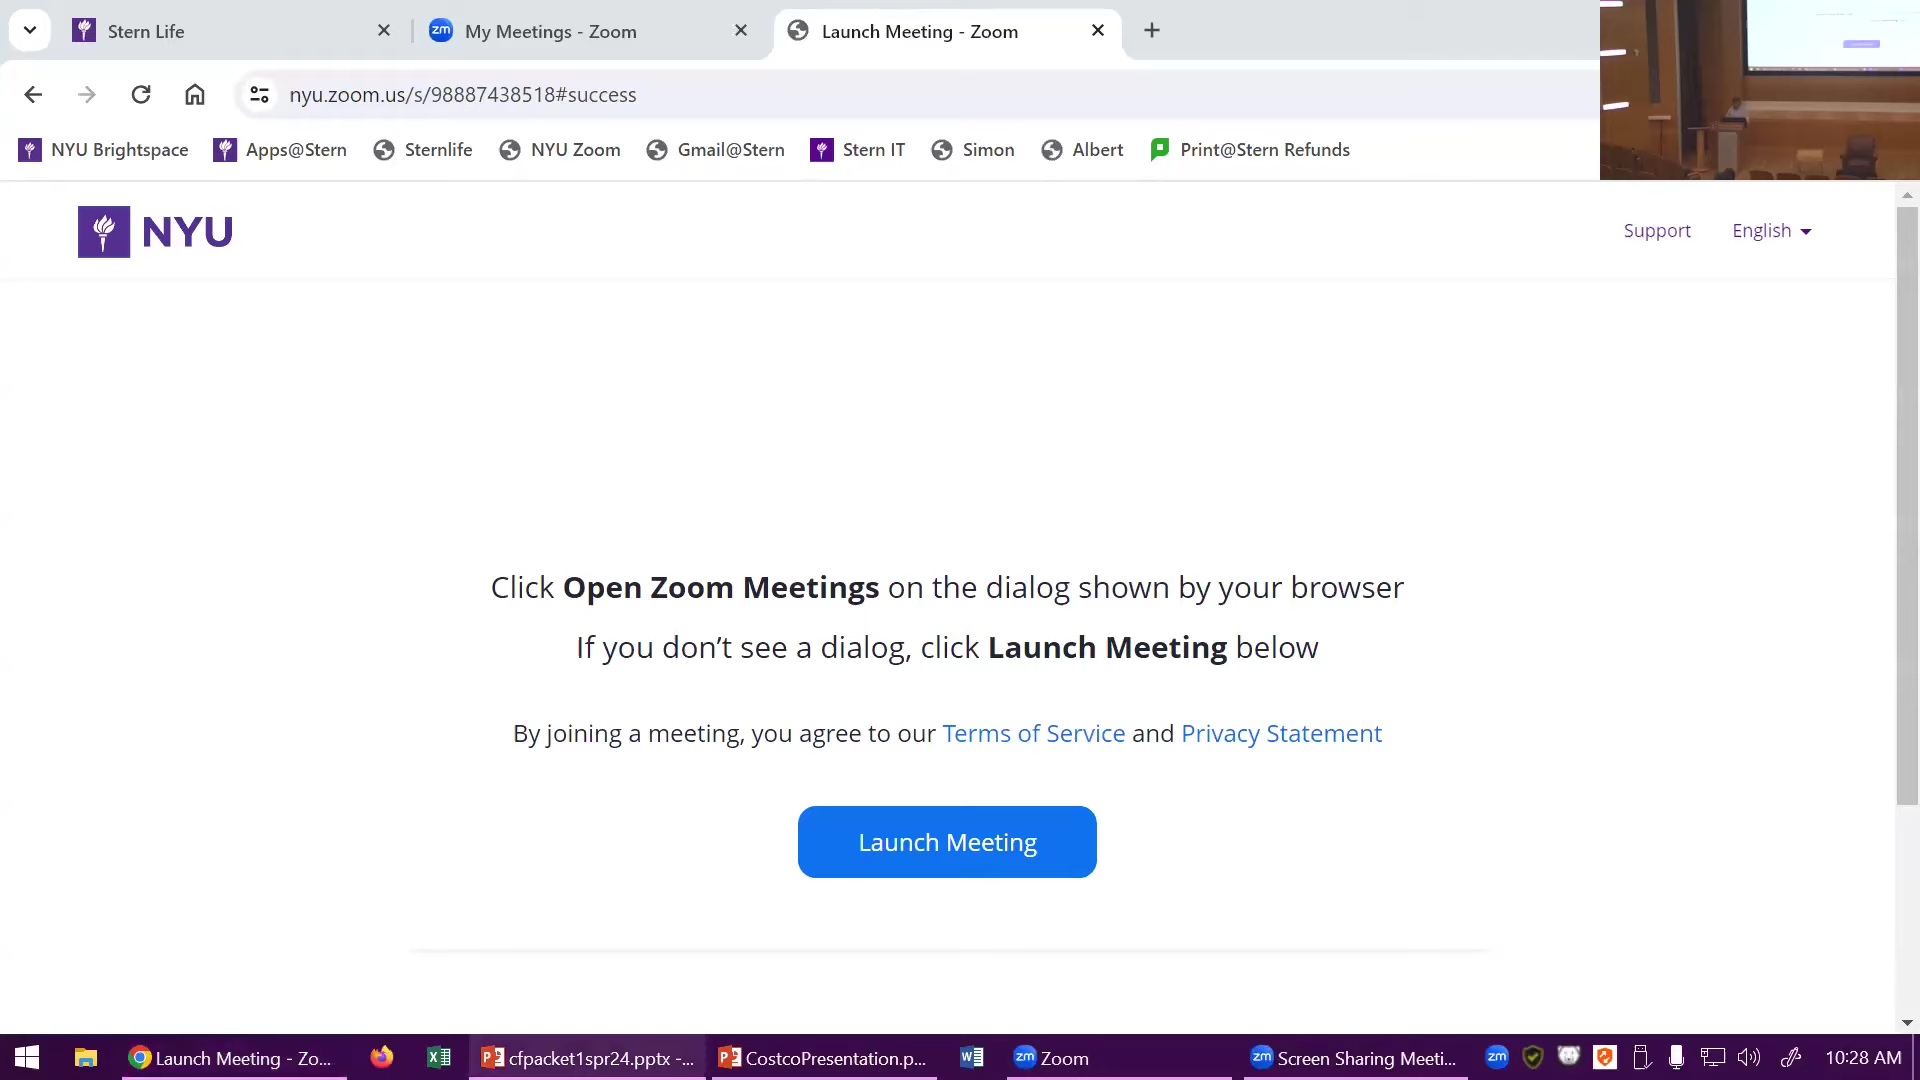 Stern Life
zm My Meetings - Zoom
Launch Meeting - Zoom
nyu.zoom.us/s/98887438518#success
NYU Brightspace
Apps@Stern
Sternlife
NYU Zoom
Gmail@Stern
Stern IT
Simon
Albert
Print@Stern Refunds
NYU
Support
English
Click Open Zoom Meetings on the dialog shown by your browser
If you don’t see a dialog, click Launch Meeting below
By joining a meeting, you agree to our Terms of Service and Privacy Statement
Launch Meeting
Launch Meeting - Zo...
cfpacket1spr24.pptx -...
CostcoPresentation.p...
zm Zoom
zm Screen Sharing Meeti...
zm
10:28 AM